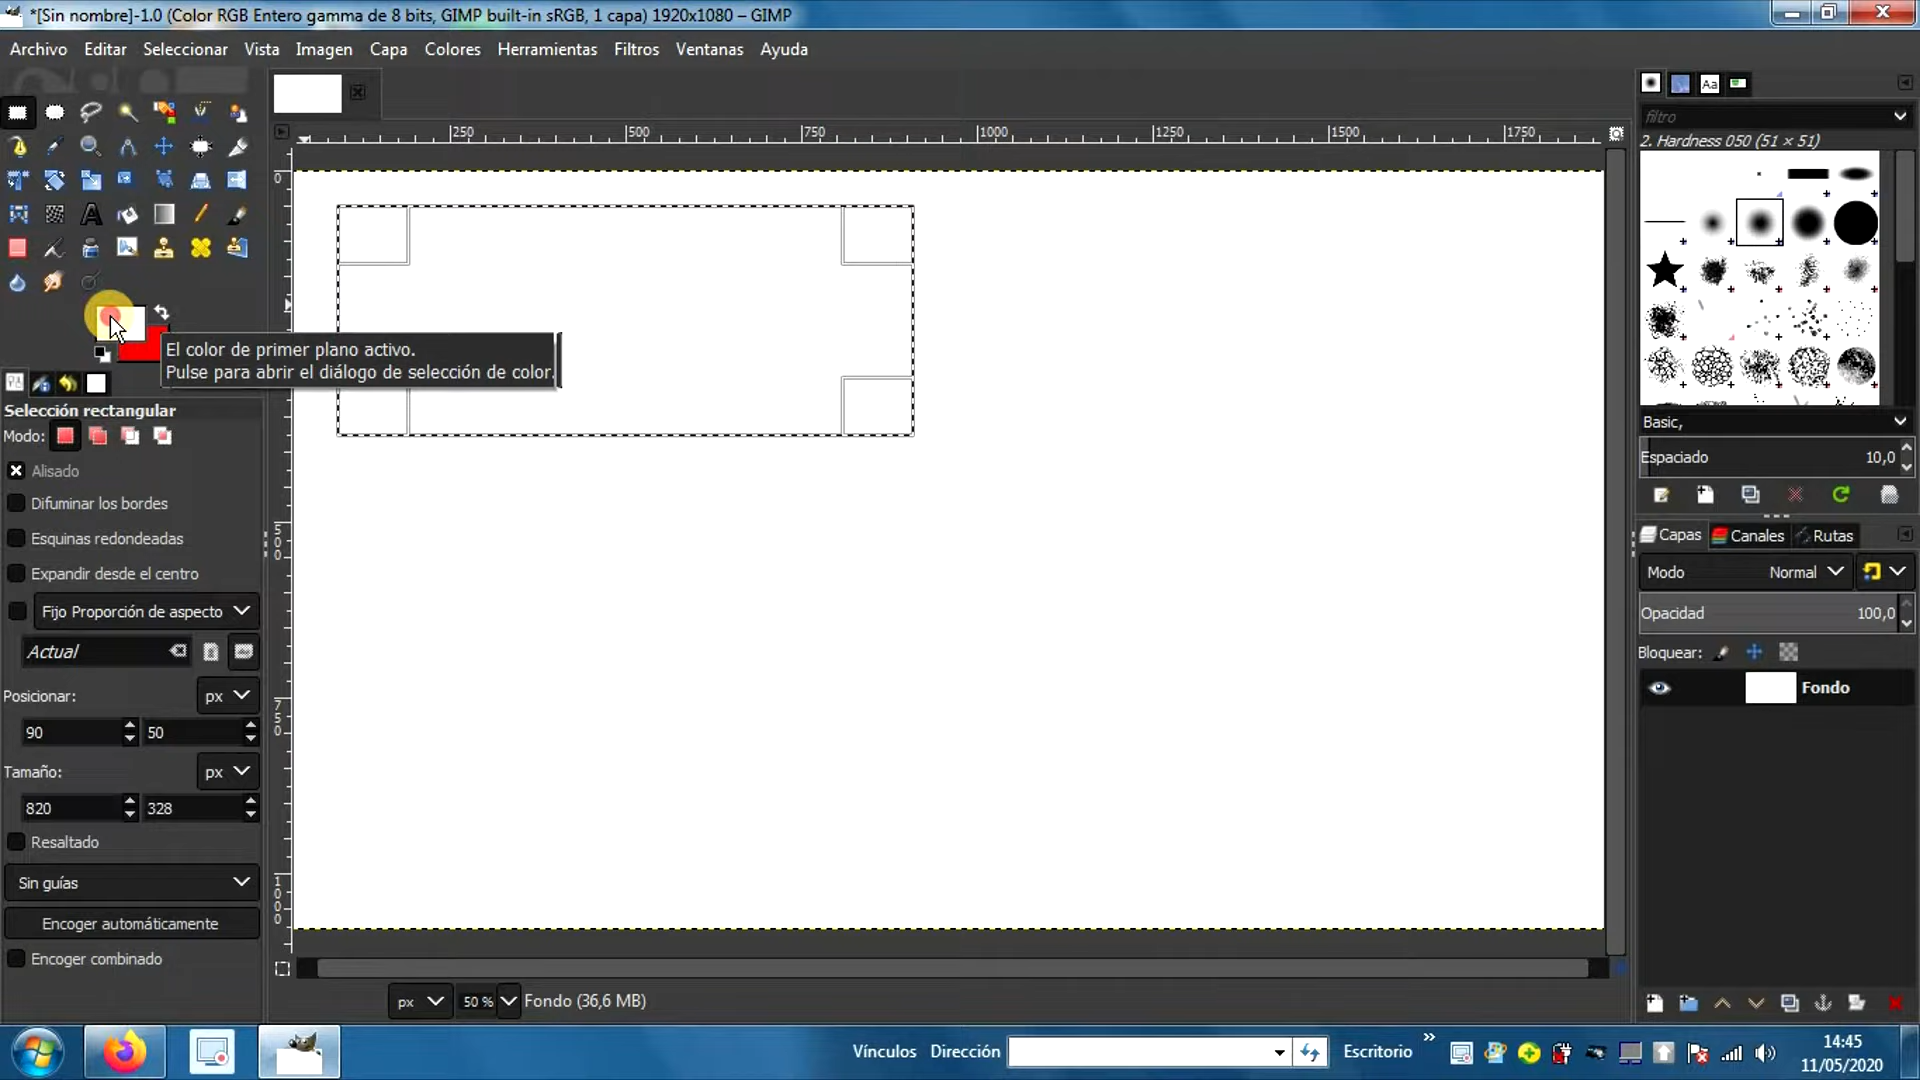 *[Sin nombre]-1.0 (Color RGB Entero gamma de 8 bits, GIMP built-in sRGB, 1 capa) 1920x1080 – GIMP
Archivo Editar Seleccionar Vista Imagen Capa Colores Herramientas Filtros Ventanas Ayuda
250 500 750 1000 1250 1500 1750
0
500
750
1000
El color de primer plano activo.
Pulse para abrir el diálogo de selección de color.
Selección rectangular
Modo:
Alisado
Difuminar los bordes
Esquinas redondeadas
Expandir desde el centro
Fijo Proporción de aspecto
Actual
Posicionar: px
90 50
Tamaño: px
820 328
Resaltado
Sin guías
Encoger automáticamente
Encoger combinado
px 50 % Fondo (36,6 MB)
Aa
filtro
2. Hardness 050 (51 × 51)
Basic,
Espaciado 10,0
Capas Canales Rutas
Modo Normal
Opacidad 100,0
Bloquear:
Fondo
Vínculos Dirección Escritorio »
14:45
11/05/2020